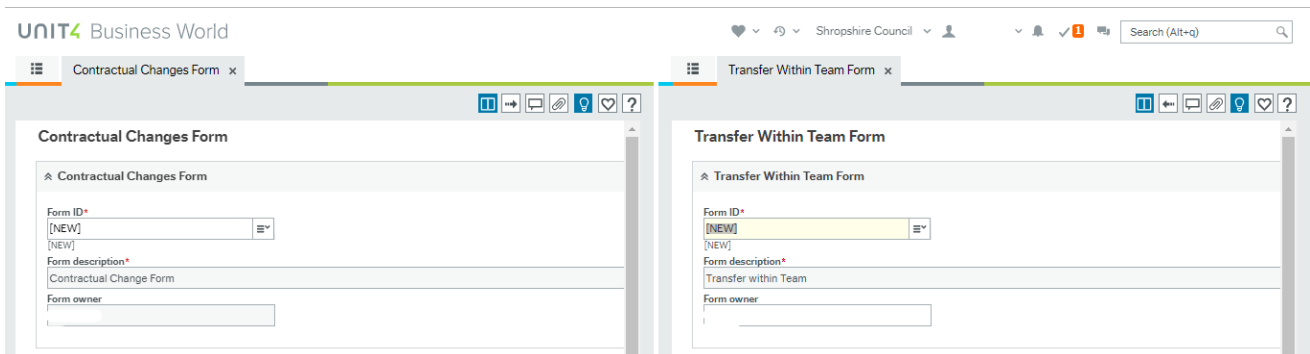 UNIT4 Business World
Shropshire Council
1
Search (Alt+q)
Contractual Changes Form x
Contractual Changes Form
Contractual Changes Form
Form ID*
[NEW]
[NEW]
Form description*
Contractual Change Form
Form owner
Transfer Within Team Form x
?
Transfer Within Team Form
Transfer Within Team Form
Form ID*
[NEW]
[NEW]
Form description*
Transfer within Team
Form owner